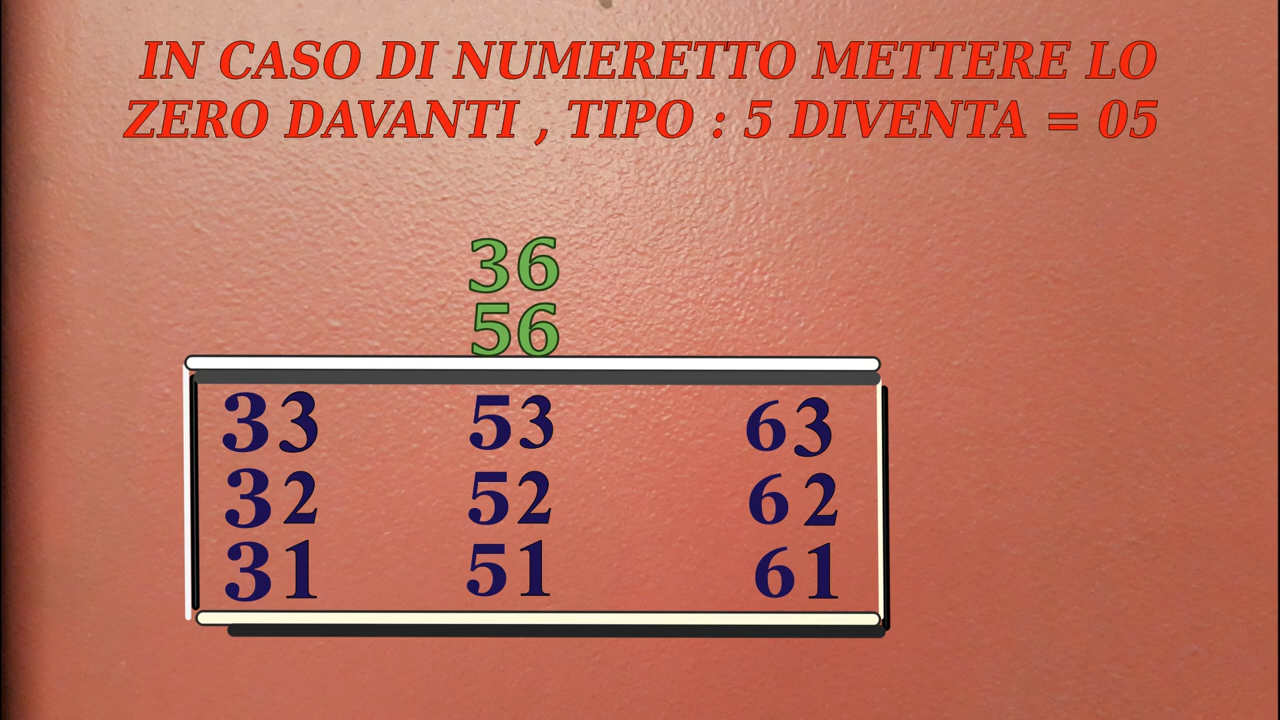 IN CASO DI NUMERETTO METTERE LO
ZERO DAVANTI , TIPO : 5 DIVENTA = 05
36
56
33 53 63
32 52 62
31 51 61